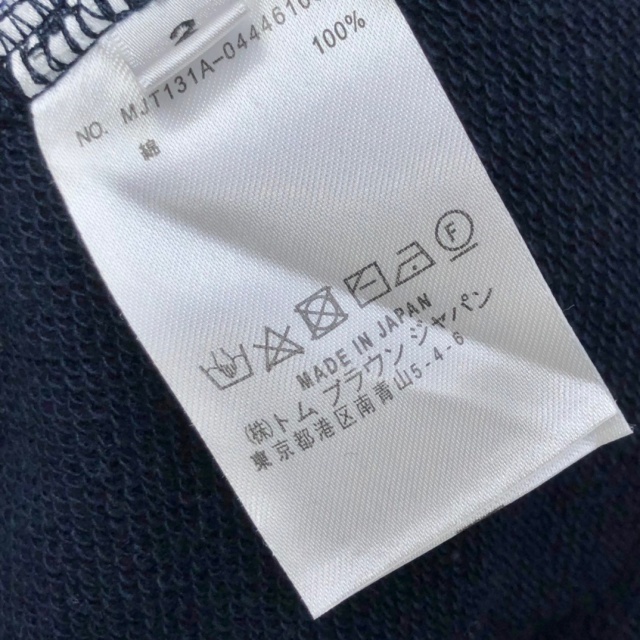 2
NO. MJT131A-0444610
綿 100%
F
MADE IN JAPAN
(株)トム ブラウン ジャパン
東京都港区南青山5-4-6